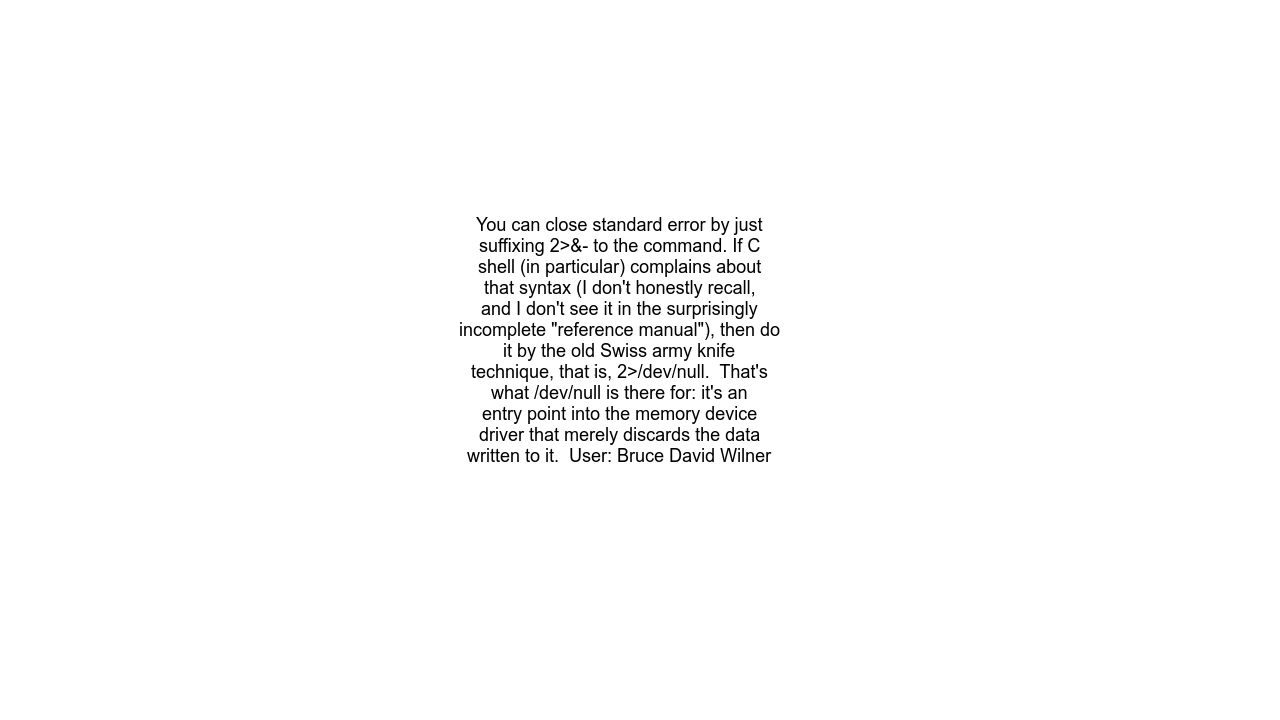 You can close standard error by just
suffixing 2>&- to the command. If C
shell (in particular) complains about
that syntax (I don't honestly recall,
and I don't see it in the surprisingly
incomplete "reference manual"), then do
it by the old Swiss army knife
technique, that is, 2>/dev/null.  That's
what /dev/null is there for: it's an
entry point into the memory device
driver that merely discards the data
written to it.  User: Bruce David Wilner